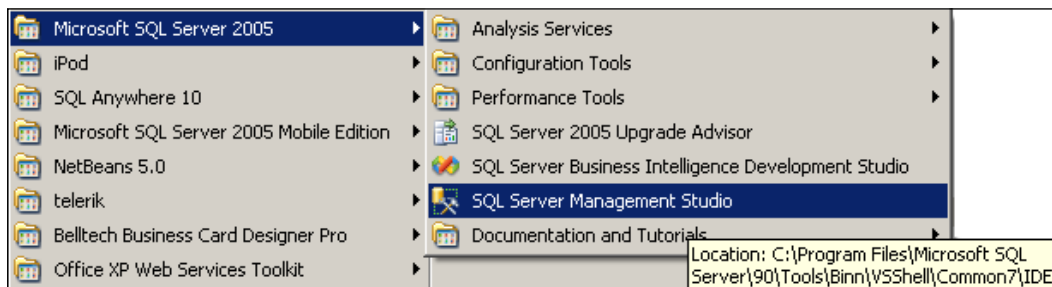 Microsoft SQL Server 2005
iPod
SQL Anywhere 10
Microsoft SQL Server 2005 Mobile Edition
NetBeans 5.0
telerik
Belltech Business Card Designer Pro
Office XP Web Services Toolkit
Analysis Services
Configuration Tools
Performance Tools
SQL Server 2005 Upgrade Advisor
SQL Server Business Intelligence Development Studio
SQL Server Management Studio
Documentation and Tutorials
Location: C:\Program Files\Microsoft SQL
Server\90\Tools\Binn\VSShell\Common7\IDE